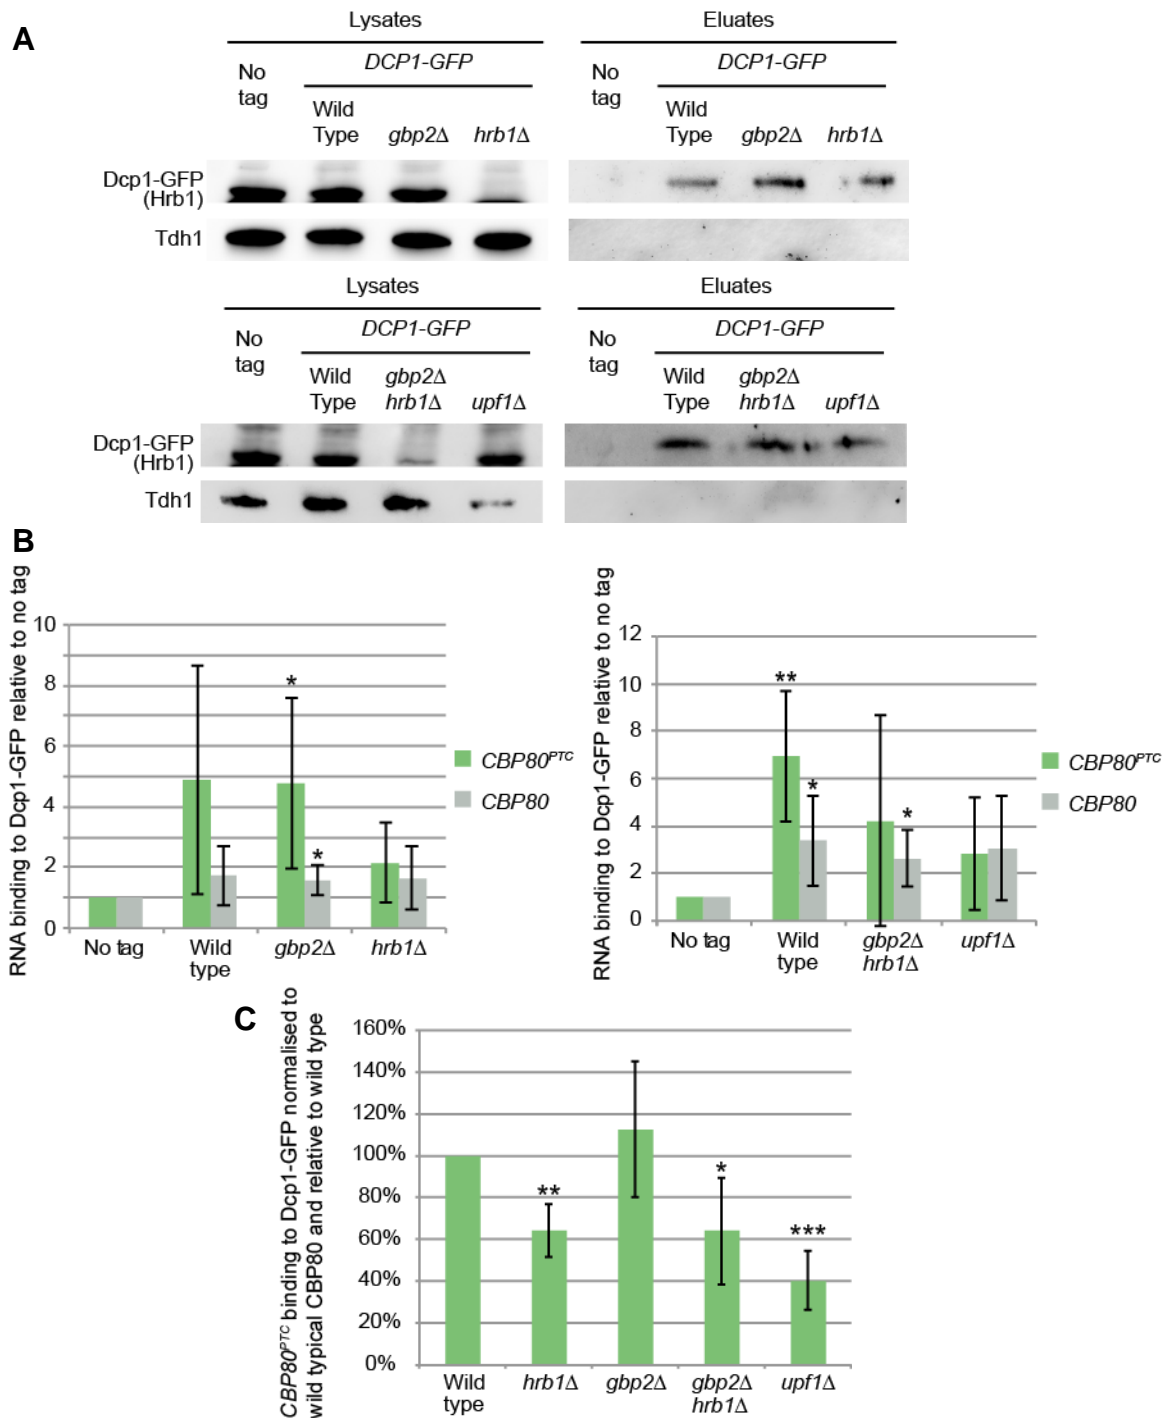 A
Lysates
Eluates
No tag
DCP1-GFP
No tag
DCP1-GFP
Wild Type
gbp2Δ
hrb1Δ
Wild Type
gbp2Δ
hrb1Δ
Dcp1-GFP
(Hrb1)
Tdh1
Lysates
Eluates
No tag
DCP1-GFP
No tag
DCP1-GFP
Wild Type
gbp2Δ hrb1Δ
upf1Δ
Wild Type
gbp2Δ hrb1Δ
upf1Δ
Dcp1-GFP
(Hrb1)
Tdh1
B
RNA binding to Dcp1-GFP relative to no tag
10
8
6
4
2
0
*
*
No tag
Wild type
gbp2Δ
hrb1Δ
CBP80PTC
CBP80
RNA binding to Dcp1-GFP relative to no tag
12
10
8
6
4
2
0
**
*
*
No tag
Wild type
gbp2Δ hrb1Δ
upf1Δ
CBP80PTC
CBP80
C
CBP80PTC binding to Dcp1-GFP normalised to
wild typical CBP80 and relative to wild type
160%
140%
120%
100%
80%
60%
40%
20%
0%
**
*
***
Wild type
hrb1Δ
gbp2Δ
gbp2Δ hrb1Δ
upf1Δ